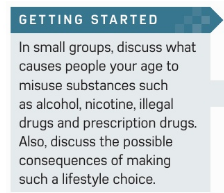 GETTING STARTED
In small groups, discuss what
causes people your age to
misuse substances such
as alcohol, nicotine, illegal
drugs and prescription drugs.
Also, discuss the possible
consequences of making
such a lifestyle choice.